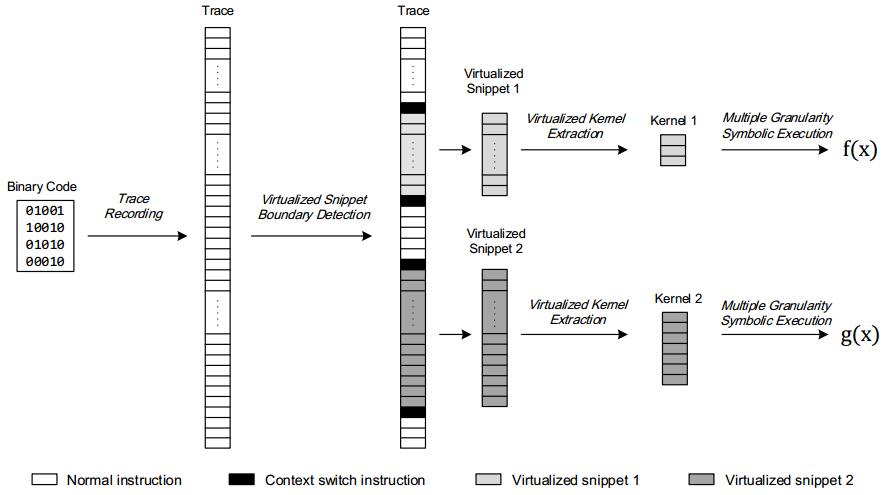 Trace
Trace
Virtualized
Snippet 1
Virtualized Kernel
Extraction
Kernel 1
Multiple Granularity
Symbolic Execution
f(x)
Binary Code
01001
10010
01010
00010
Trace
Recording
Virtualized Snippet
Boundary Detection
Virtualized
Snippet 2
Virtualized Kernel
Extraction
Kernel 2
Multiple Granularity
Symbolic Execution
g(x)
Normal instruction
Context switch instruction
Virtualized snippet 1
Virtualized snippet 2